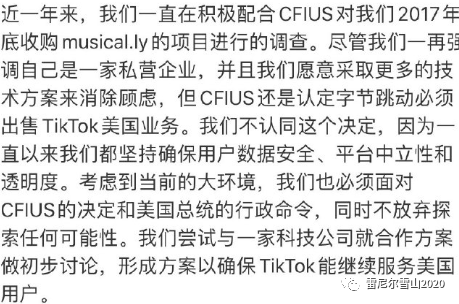 近一年来，我们一直在积极配合CFIUS对我们2017年
底收购musical.ly的项目进行的调查。尽管我们一再强
调自己是一家私营企业，并且我们愿意采取更多的技
术方案来消除顾虑，但CFIUS还是认定字节跳动必须
出售TikTok美国业务。我们不认同这个决定，因为一
直以来我们都坚持确保用户数据安全、平台中立性和
透明度。考虑到当前的大环境，我们也必须面对
CFIUS的决定和美国总统的行政命令，同时不放弃探
索任何可能性。我们尝试与一家科技公司就合作方案
做初步讨论，形成方案以确保TikTok能继续服务美国
用户。
雷尼尔雪山2020